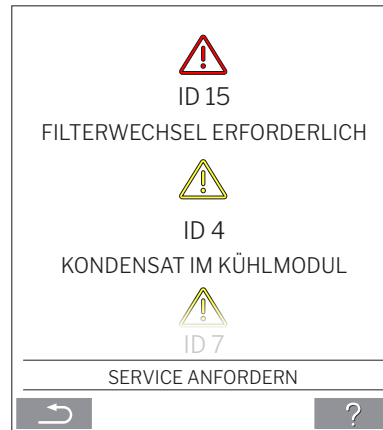 ID 15
FILTERWECHSEL ERFORDERLICH
ID 4
KONDENSAT IM KÜHLMODUL
ID 7
SERVICE ANFORDERN
?